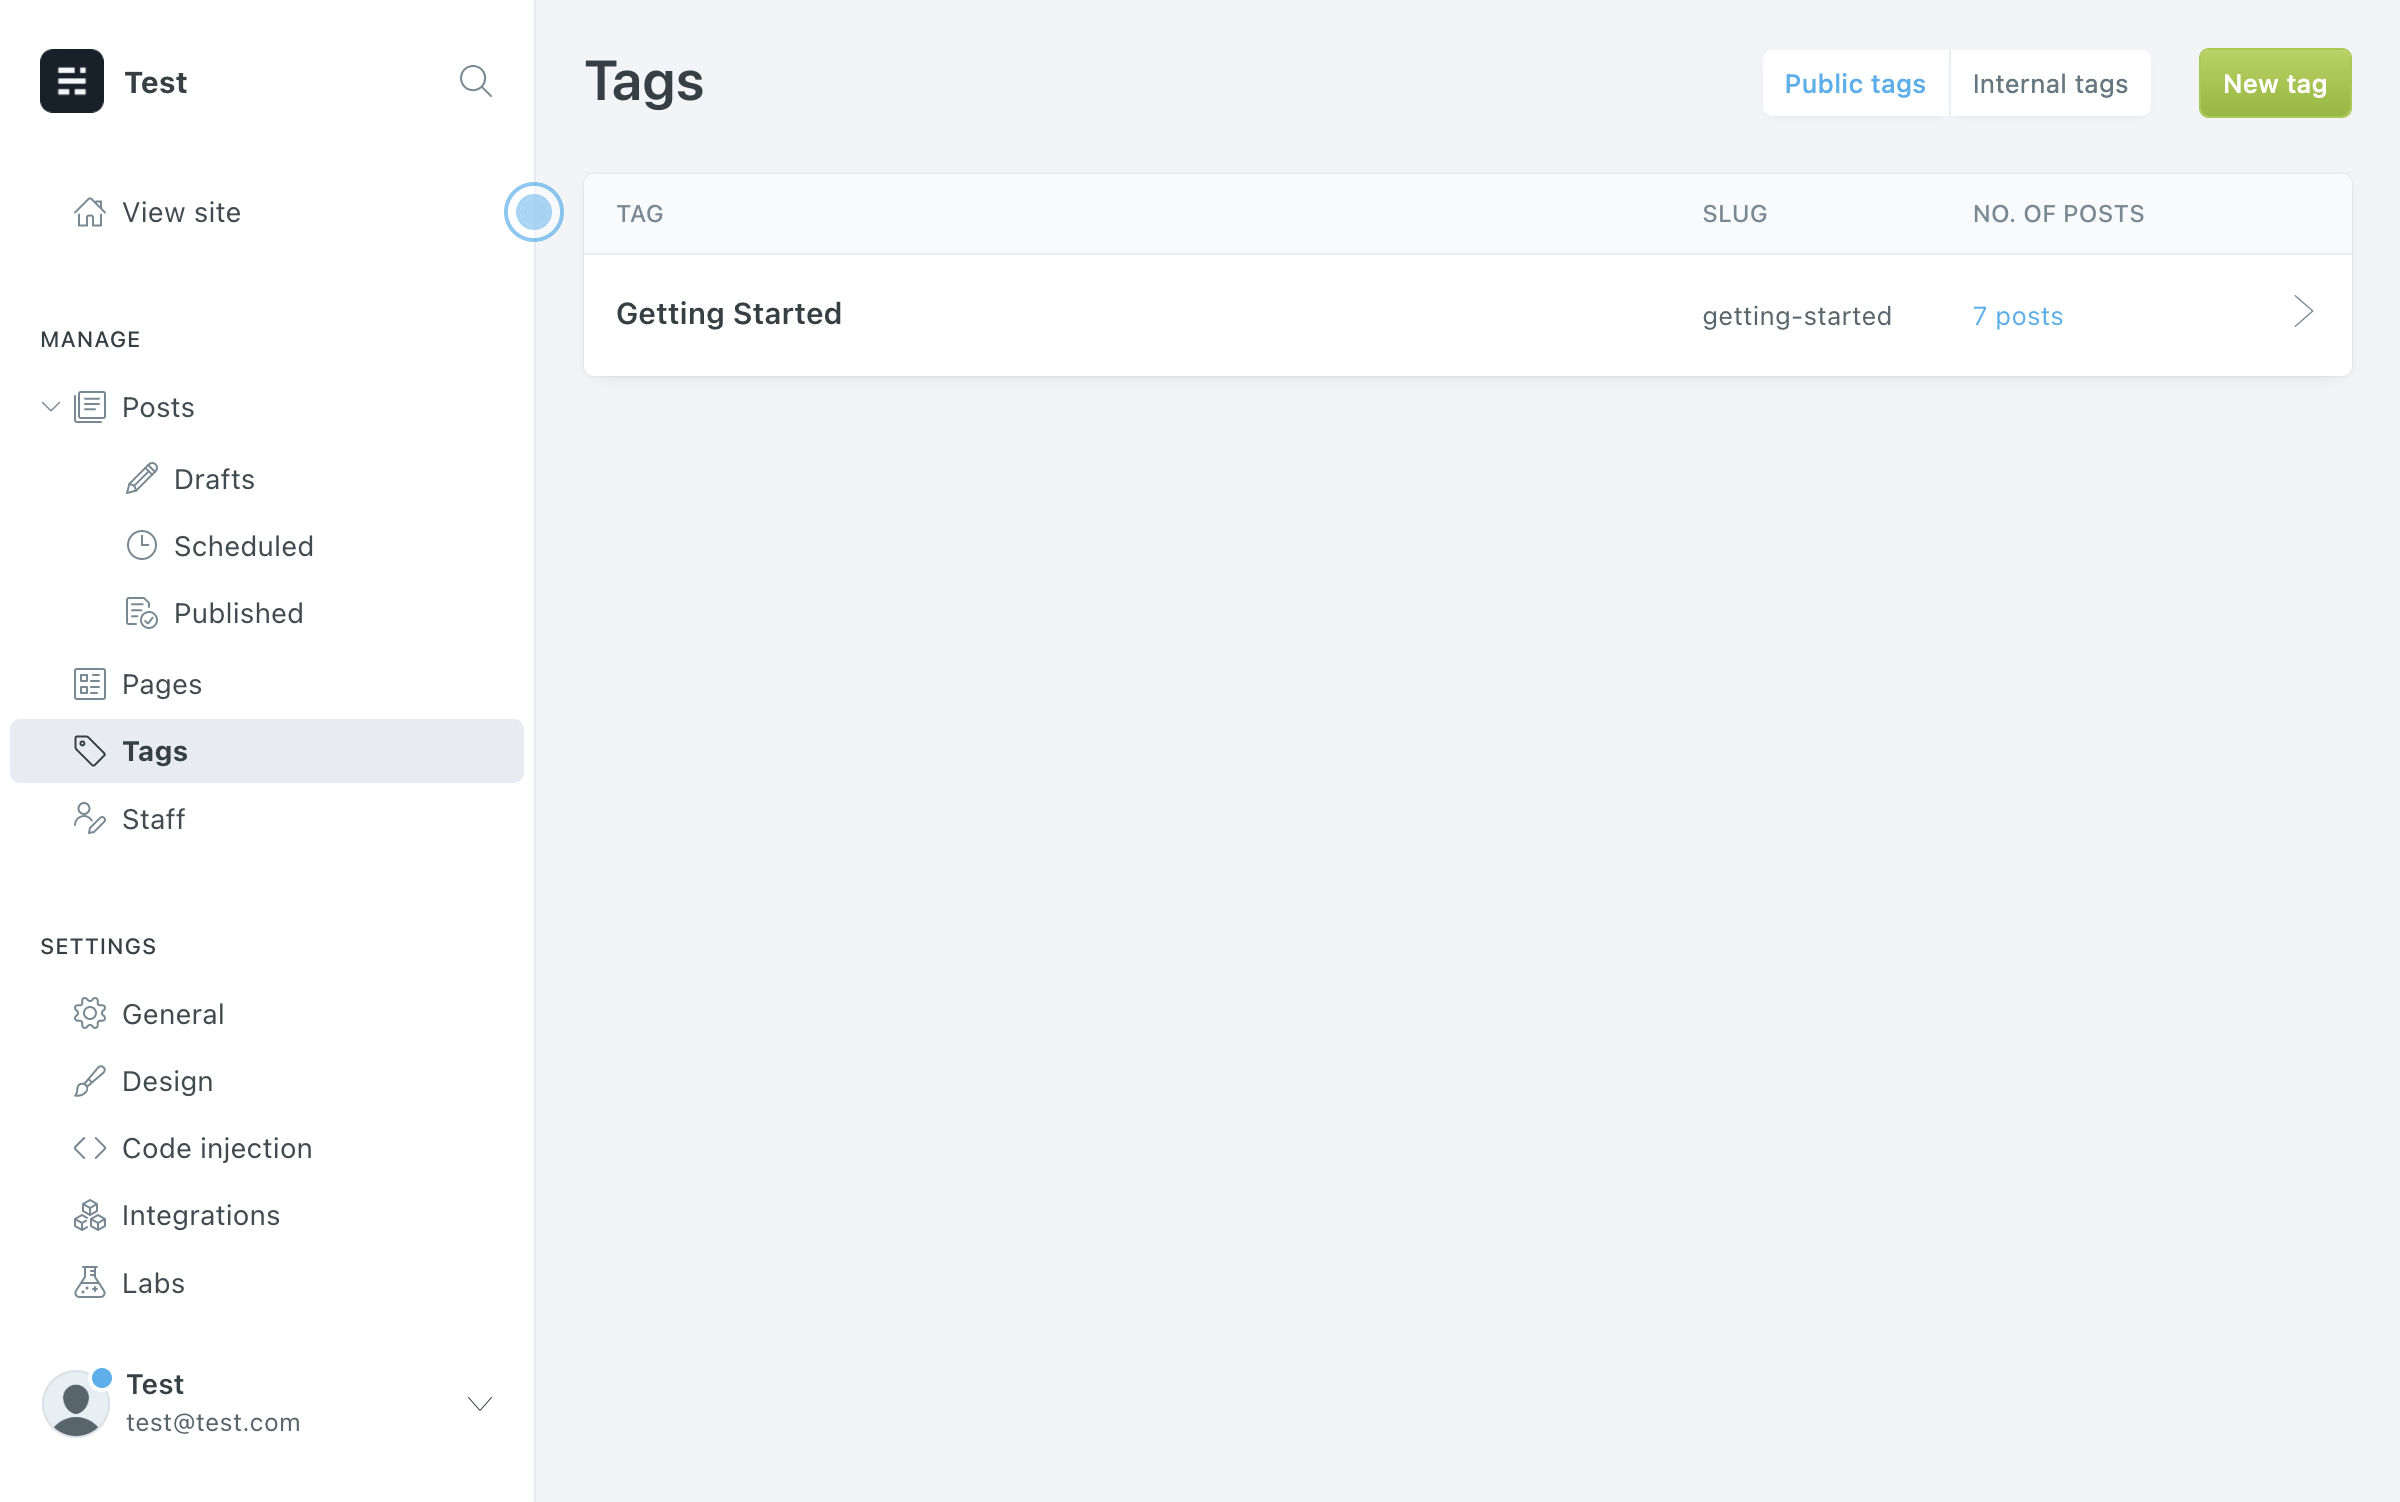 Test
View site
MANAGE
Posts
Drafts
Scheduled
Published
Pages
Tags
Staff
SETTINGS
General
Design
Code injection
Integrations
Labs
Test
test@test.com
Tags
Public tags
Internal tags
New tag
TAG SLUG NO. OF POSTS
Getting Started getting-started 7 posts